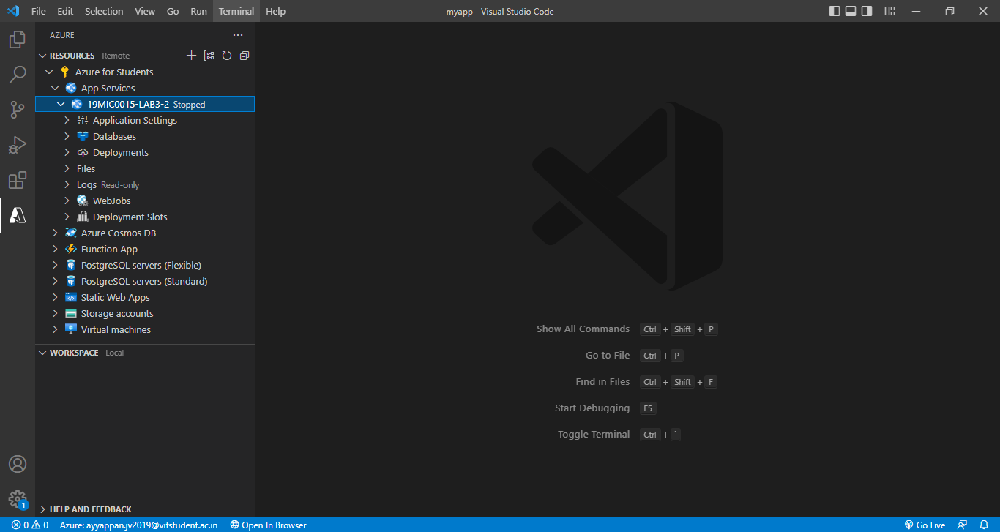 File Edit Selection View Go Run Terminal Help myapp - Visual Studio Code
AZURE
RESOURCES Remote
Azure for Students
App Services
19MIC0015-LAB3-2 Stopped
Application Settings
Databases
Deployments
Files
Logs Read-only
WebJobs
Deployment Slots
Azure Cosmos DB
Function App
PostgreSQL servers (Flexible)
PostgreSQL servers (Standard)
Static Web Apps
Storage accounts
Virtual machines
WORKSPACE Local
HELP AND FEEDBACK
Show All Commands Ctrl + Shift + P
Go to File Ctrl + P
Find in Files Ctrl + Shift + F
Start Debugging F5
Toggle Terminal Ctrl + `
1
0 0 Azure: ayyappan.jv2019@vitstudent.ac.in Open In Browser Go Live